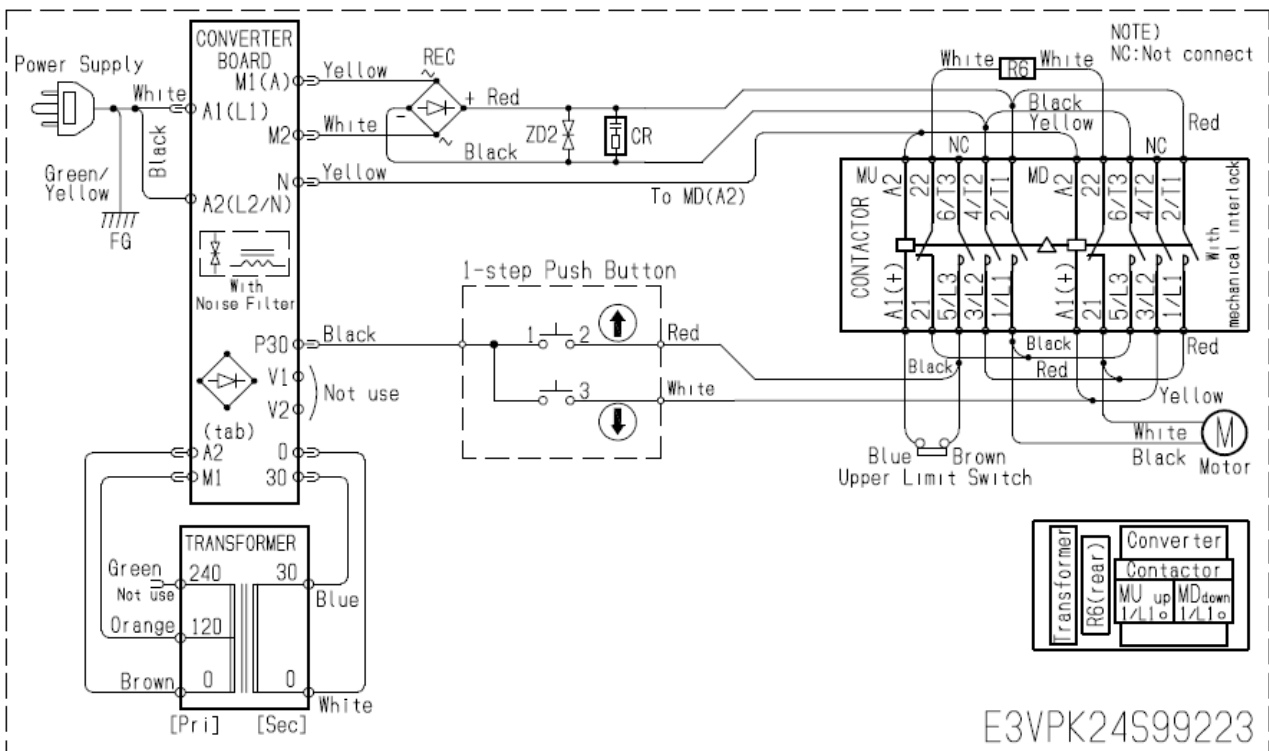 NOTE)
NC:Not connect
CONVERTER
BOARD
REC
Power Supply
White
A1(L1)
Black
Green/
Yellow
FG
A2(L2/N)
M1(A)
Yellow
~
+
Red
-
~
M2
White
Black
ZD2
CR
N
Yellow
To MD(A2)
With
Noise Filter
White
R6
White
Black
Yellow
Red
NC
NC
CONTACTOR
MU
A2
22
6/T3
4/T2
2/T1
MD
A2
22
6/T3
4/T2
2/T1
A1(+)
21
5/L3
3/L2
1/L1
A1(+)
21
5/L3
3/L2
1/L1
With
mechanical interlock
1-step Push Button
P30
Black
1
2
Red
3
White
V1
V2
Not use
(tab)
A2
M1
0
30
Black
Black
Red
Red
Yellow
White
Black
M
Motor
Blue
Brown
Upper Limit Switch
TRANSFORMER
Green
Not use
240
30
Blue
Orange
120
Brown
0
0
White
[Pri]
[Sec]
Transformer
R6(rear)
Converter
Contactor
MU up
1/L1
MD down
1/L1
E3VPK24S99223